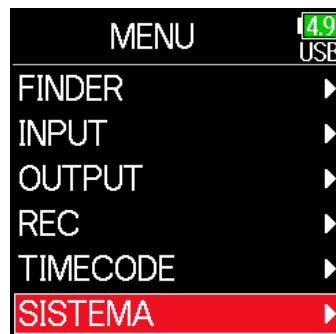 MENU
4.9
USB
FINDER
INPUT
OUTPUT
REC
TIMECODE
SISTEMA